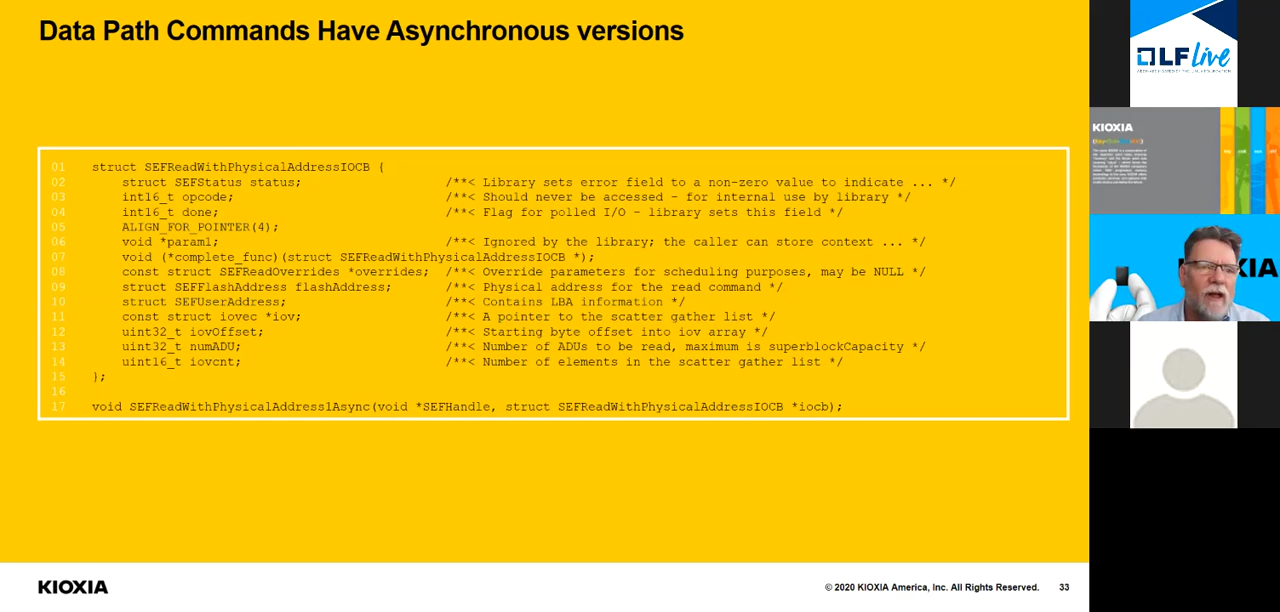 Data Path Commands Have Asynchronous versions
01 struct SEFReadWithPhysicalAddressIOCB {
02 struct SEFStatus status; /**< Library sets error field to a non-zero value to indicate ... */
03 int16_t opcode; /**< Should never be accessed - for internal use by library */
04 int16_t done; /**< Flag for polled I/O - library sets this field */
05 ALIGN_FOR_POINTER(4);
06 void *param1; /**< Ignored by the library; the caller can store context ... */
07 void (*complete_func)(struct SEFReadWithPhysicalAddressIOCB *);
08 const struct SEFReadOverrides *overrides; /**< Override parameters for scheduling purposes, may be NULL */
09 struct SEFFlashAddress flashAddress; /**< Physical address for the read command */
10 struct SEFUserAddress; /**< Contains LBA information */
11 const struct iovec *iov; /**< A pointer to the scatter gather list */
12 uint32_t iovOffset; /**< Starting byte offset into iov array */
13 uint32_t numADU; /**< Number of ADUs to be read, maximum is superblockCapacity */
14 uint16_t iovcnt; /**< Number of elements in the scatter gather list */
15 };
16
17 void SEFReadWithPhysicalAddress1Async(void *SEFHandle, struct SEFReadWithPhysicalAddressIOCB *iocb);
KIOXIA
© 2020 KIOXIA America, Inc. All Rights Reserved. 33
LF Live
KIOXIA
KIOXIA